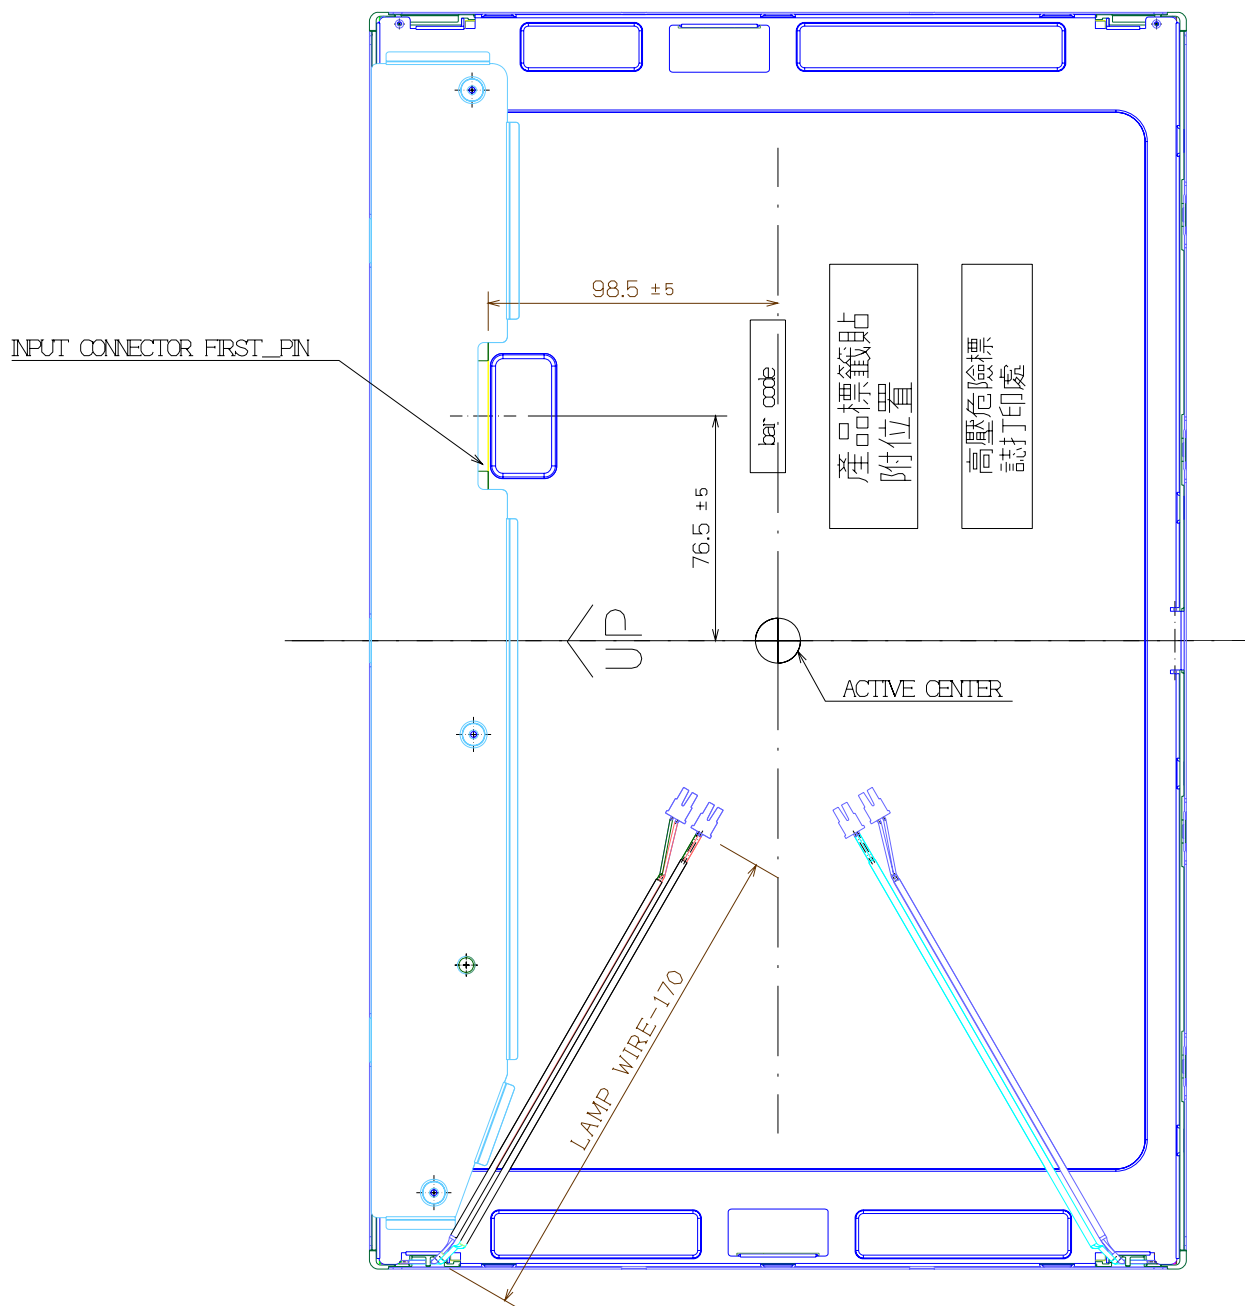 98.5 ±5
INPUT CONNECTOR FIRST_PIN
bar code
產品標籤貼
附位置
高壓危險標
誌打印處
76.5 ±5
UP
ACTIVE CENTER
LAMP WIRE-170